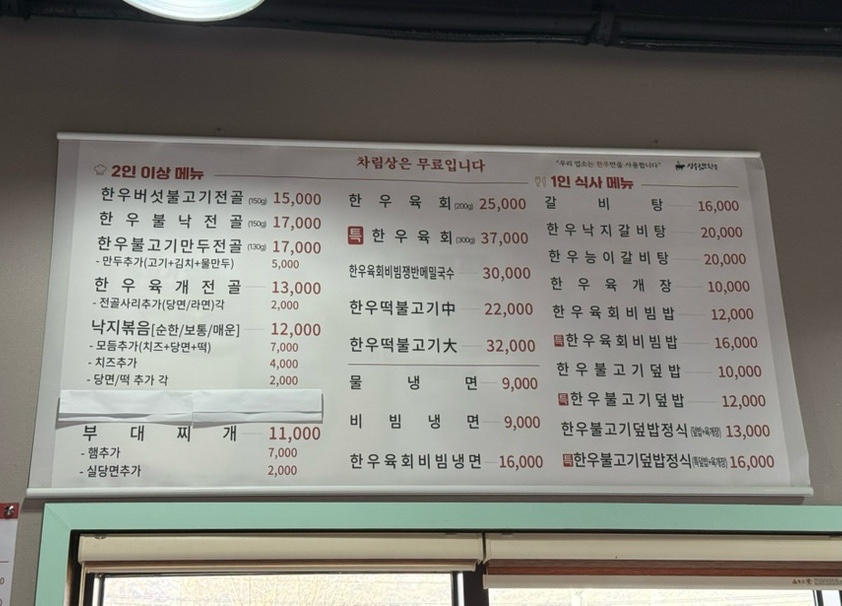 차림상은 무료입니다
"우리 업소는 한우만을 사용합니다"
2인 이상 메뉴
한우버섯불고기전골 (150g) 15,000
한우불낙전골 (150g) 17,000
한우불고기만두전골 (130g) 17,000
- 만두추가(고기+김치+물만두) 5,000
한우육개전골 13,000
- 전골사리추가(당면/라면)각 2,000
낙지볶음[순한/보통/매운] 12,000
- 모듬추가(치즈+당면+떡) 7,000
- 치즈추가 4,000
- 당면/떡 추가 각 2,000
부대찌개 11,000
- 햄추가 7,000
- 실당면추가 2,000
한우육회 (200g) 25,000
특 한우육회 (300g) 37,000
한우육회비빔쟁반메밀국수 30,000
한우떡불고기中 22,000
한우떡불고기大 32,000
물냉면 9,000
비빔냉면 9,000
한우육회비빔냉면 16,000
1인 식사 메뉴
갈비탕 16,000
한우낙지갈비탕 20,000
한우능이갈비탕 20,000
한우육개장 10,000
한우육회비빔밥 12,000
특 한우육회비빔밥 16,000
한우불고기덮밥 10,000
특 한우불고기덮밥 12,000
한우불고기덮밥정식 (덮밥+육개장) 13,000
특 한우불고기덮밥정식 (특덮밥+육개장) 16,000